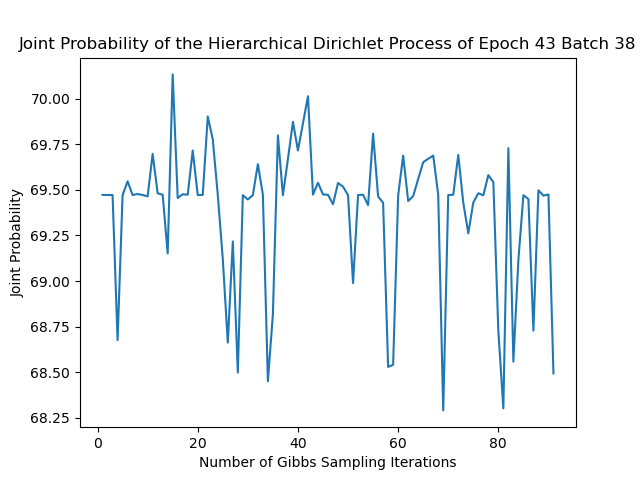 Joint Probability of the Hierarchical Dirichlet Process of Epoch 43 Batch 38
70.00
69.75
69.50
69.25
69.00
68.75
68.50
68.25
Joint Probability
0 20 40 60 80
Number of Gibbs Sampling Iterations